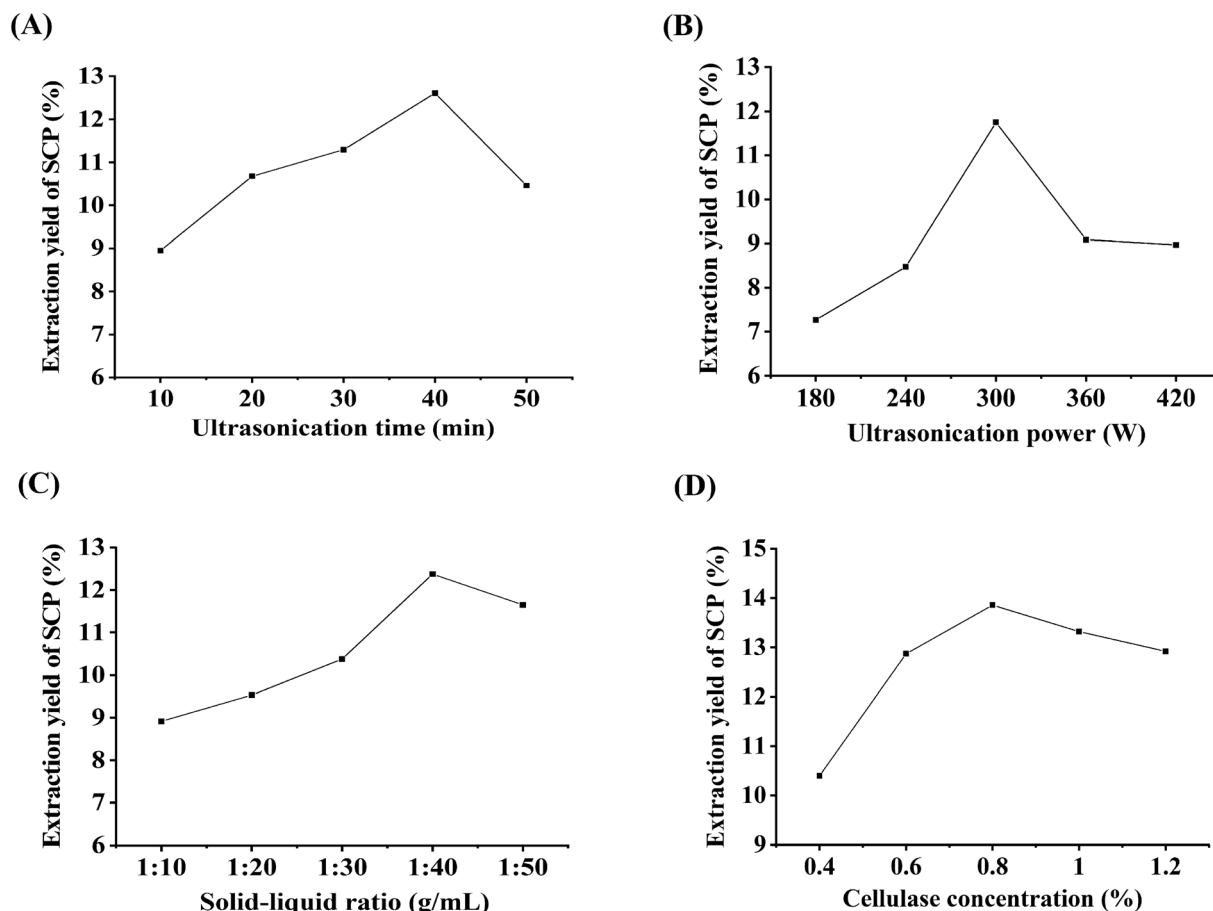 (A)
Extraction yield of SCP (%)
13
12
11
10
9
8
7
6
10 20 30 40 50
Ultrasonication time (min)
(B)
Extraction yield of SCP (%)
13
12
11
10
9
8
7
6
180 240 300 360 420
Ultrasonication power (W)
(C)
Extraction yield of SCP (%)
13
12
11
10
9
8
7
6
1:10 1:20 1:30 1:40 1:50
Solid-liquid ratio (g/mL)
(D)
Extraction yield of SCP (%)
15
14
13
12
11
10
9
0.4 0.6 0.8 1 1.2
Cellulase concentration (%)